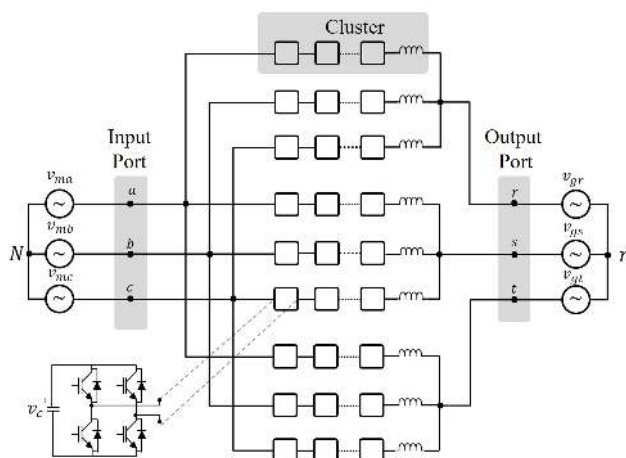 Cluster
Input
Port
Output
Port
v_ma
v_mb
v_mc
N
a
b
c
r
s
t
v_gr
v_gs
v_gt
n
v_c